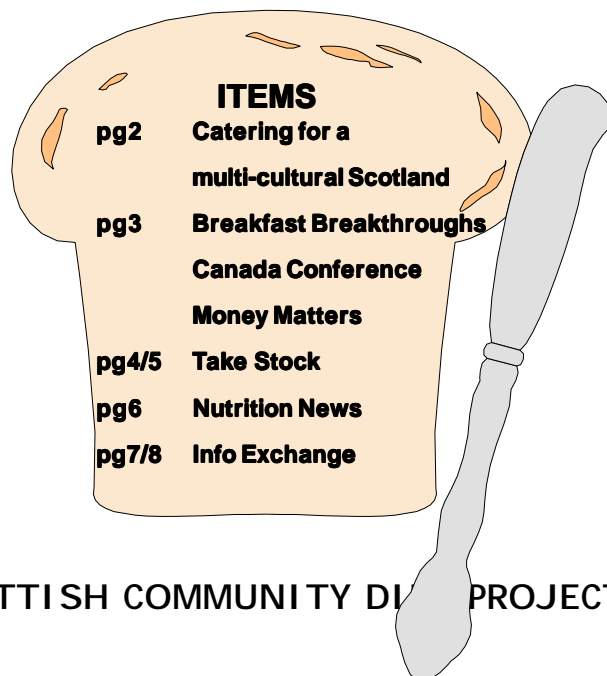 ITEMS
pg2 Catering for a
multi-cultural Scotland
pg3 Breakfast Breakthroughs
Canada Conference
Money Matters
pg4/5 Take Stock
pg6 Nutrition News
pg7/8 Info Exchange
TTISH COMMUNITY DI PROJECT